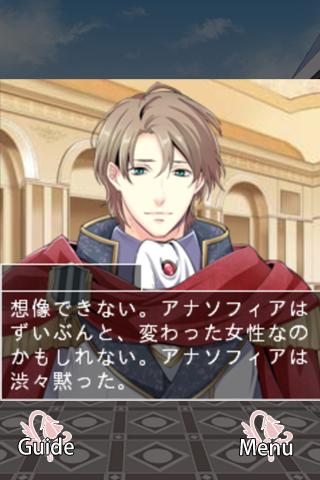 想像できない。アナソフィアは
ずいぶんと、変わった女性なの
かもしれない。アナソフィアは
渋々黙った。
Guide
Menu